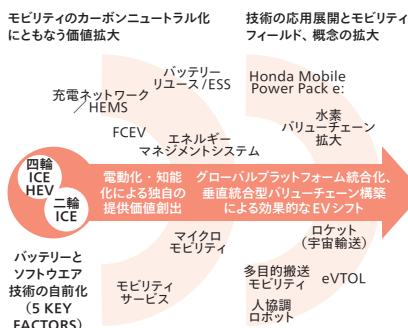 モビリティのカーボンニュートラル化
にともなう価値拡大
技術の応用展開とモビリティ
フィールド、概念の拡大
バッテリー
リユース/ESS
充電ネットワーク
/HEMS
FCEV
エネルギー
マネジメントシステム
Honda Mobile
Power Pack e:
水素
バリューチェーン
拡大
四輪
ICE
HEV
二輪
ICE
電動化・知能
化による独自の
提供価値創出
グローバルプラットフォーム統合化、
垂直統合型バリューチェーン構築
による効果的なEVシフト
バッテリーと
ソフトウエア
技術の自前化
(5 KEY
FACTORS)
マイクロ
モビリティ
モビリティ
サービス
ロケット
(宇宙輸送)
多目的搬送
モビリティ
eVTOL
人協調
ロボット